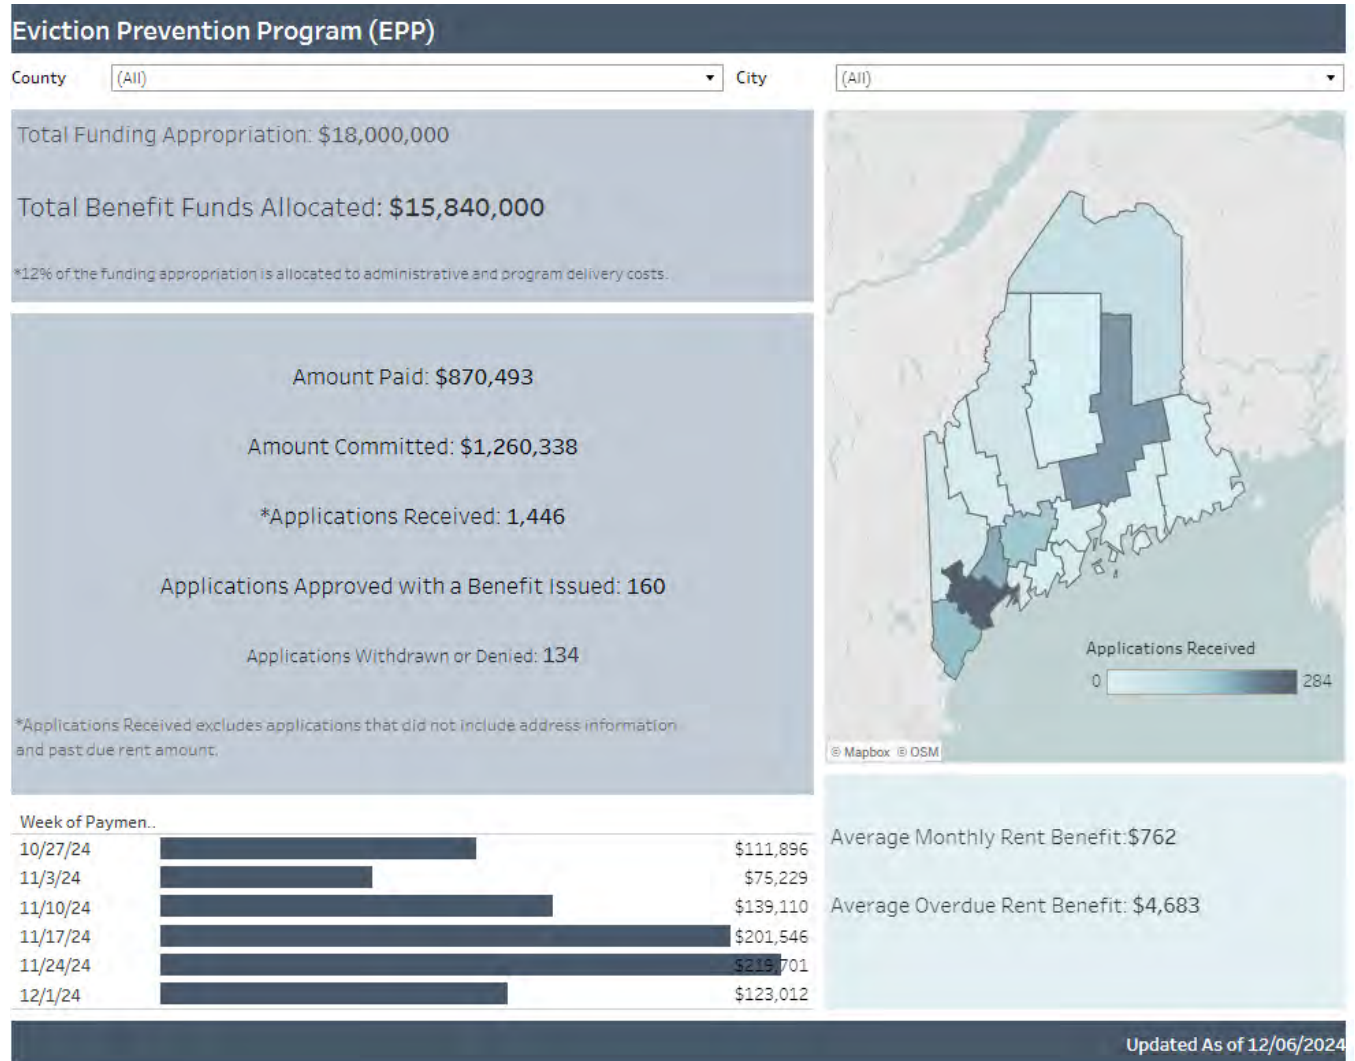 Eviction Prevention Program (EPP)
County (All) City (All)
Total Funding Appropriation: $18,000,000
Total Benefit Funds Allocated: $15,840,000
*12% of the funding appropriation is allocated to administrative and program delivery costs.
Amount Paid: $870,493
Amount Committed: $1,260,338
*Applications Received: 1,446
Applications Approved with a Benefit Issued: 160
Applications Withdrawn or Denied: 134
*Applications Received excludes applications that did not include address information
and past due rent amount.
Applications Received
0 284
© Mapbox © OSM
Week of Paymen..
10/27/24 $111,896
11/3/24 $75,229
11/10/24 $139,110
11/17/24 $201,546
11/24/24 $219,701
12/1/24 $123,012
Average Monthly Rent Benefit:$762
Average Overdue Rent Benefit: $4,683
Updated As of 12/06/2024